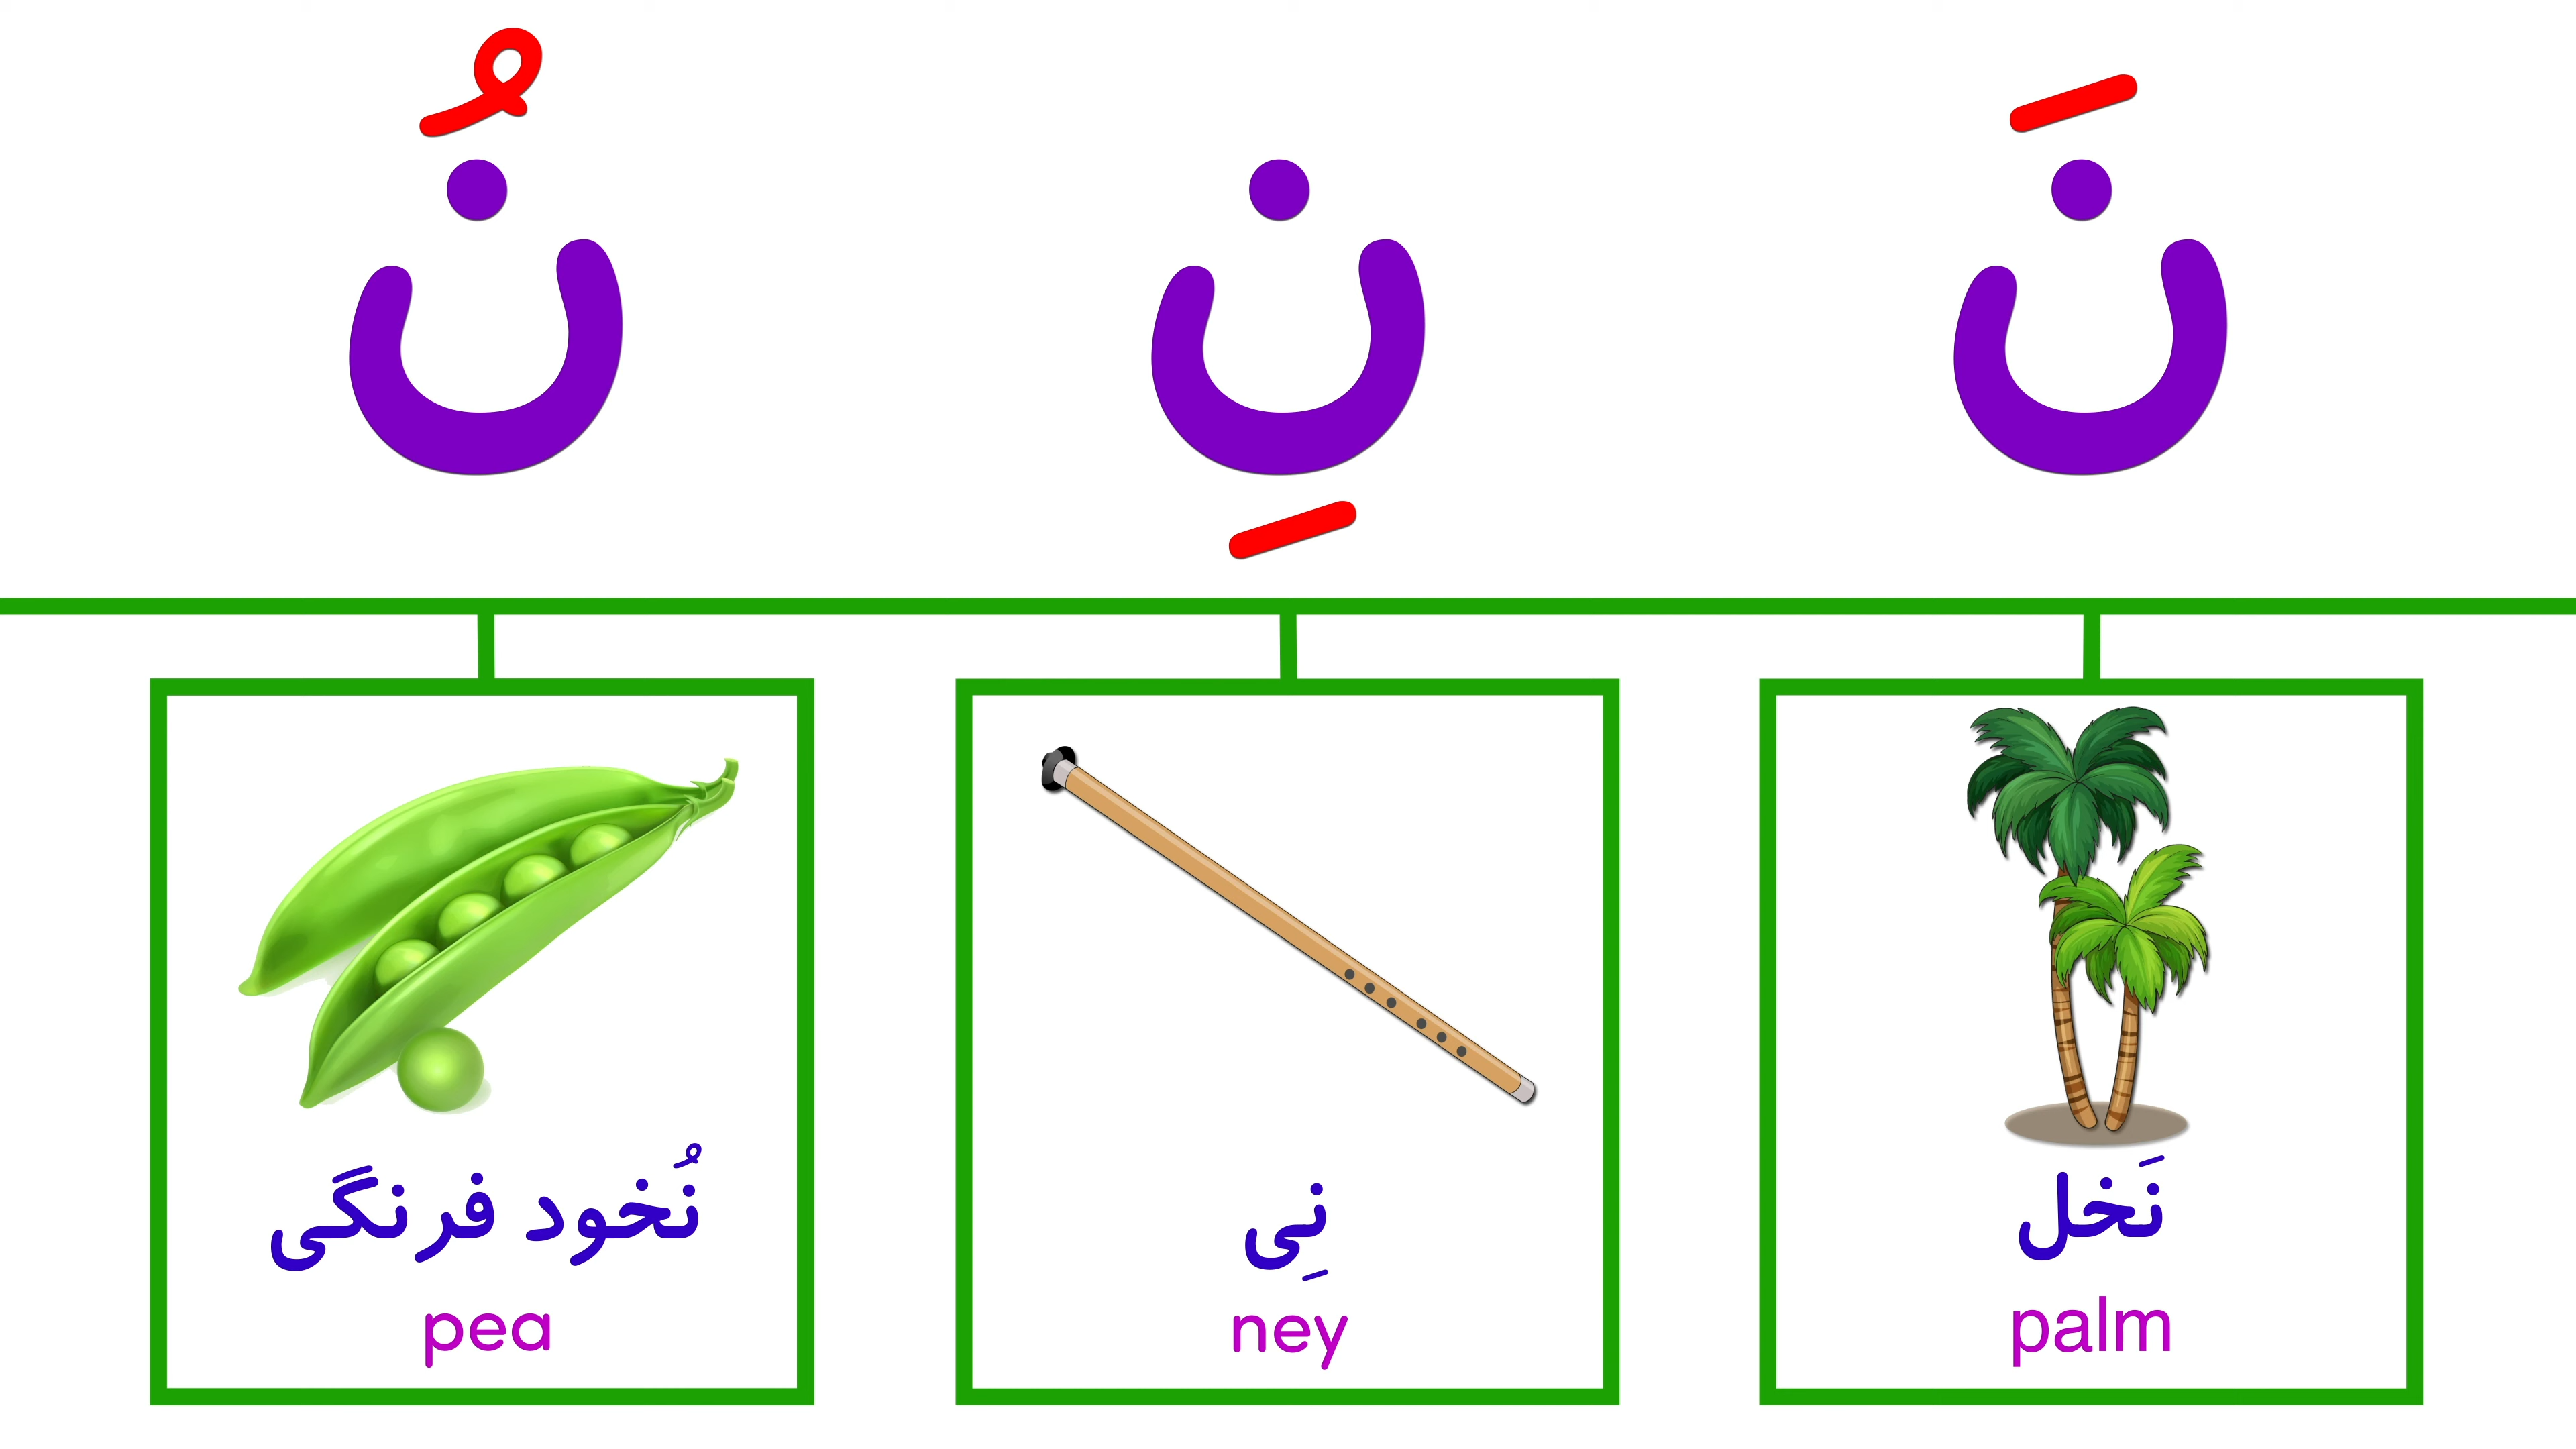 نَ
نِ
نُ
نَخل
palm
نِی
ney
نُخود فرنگی
pea